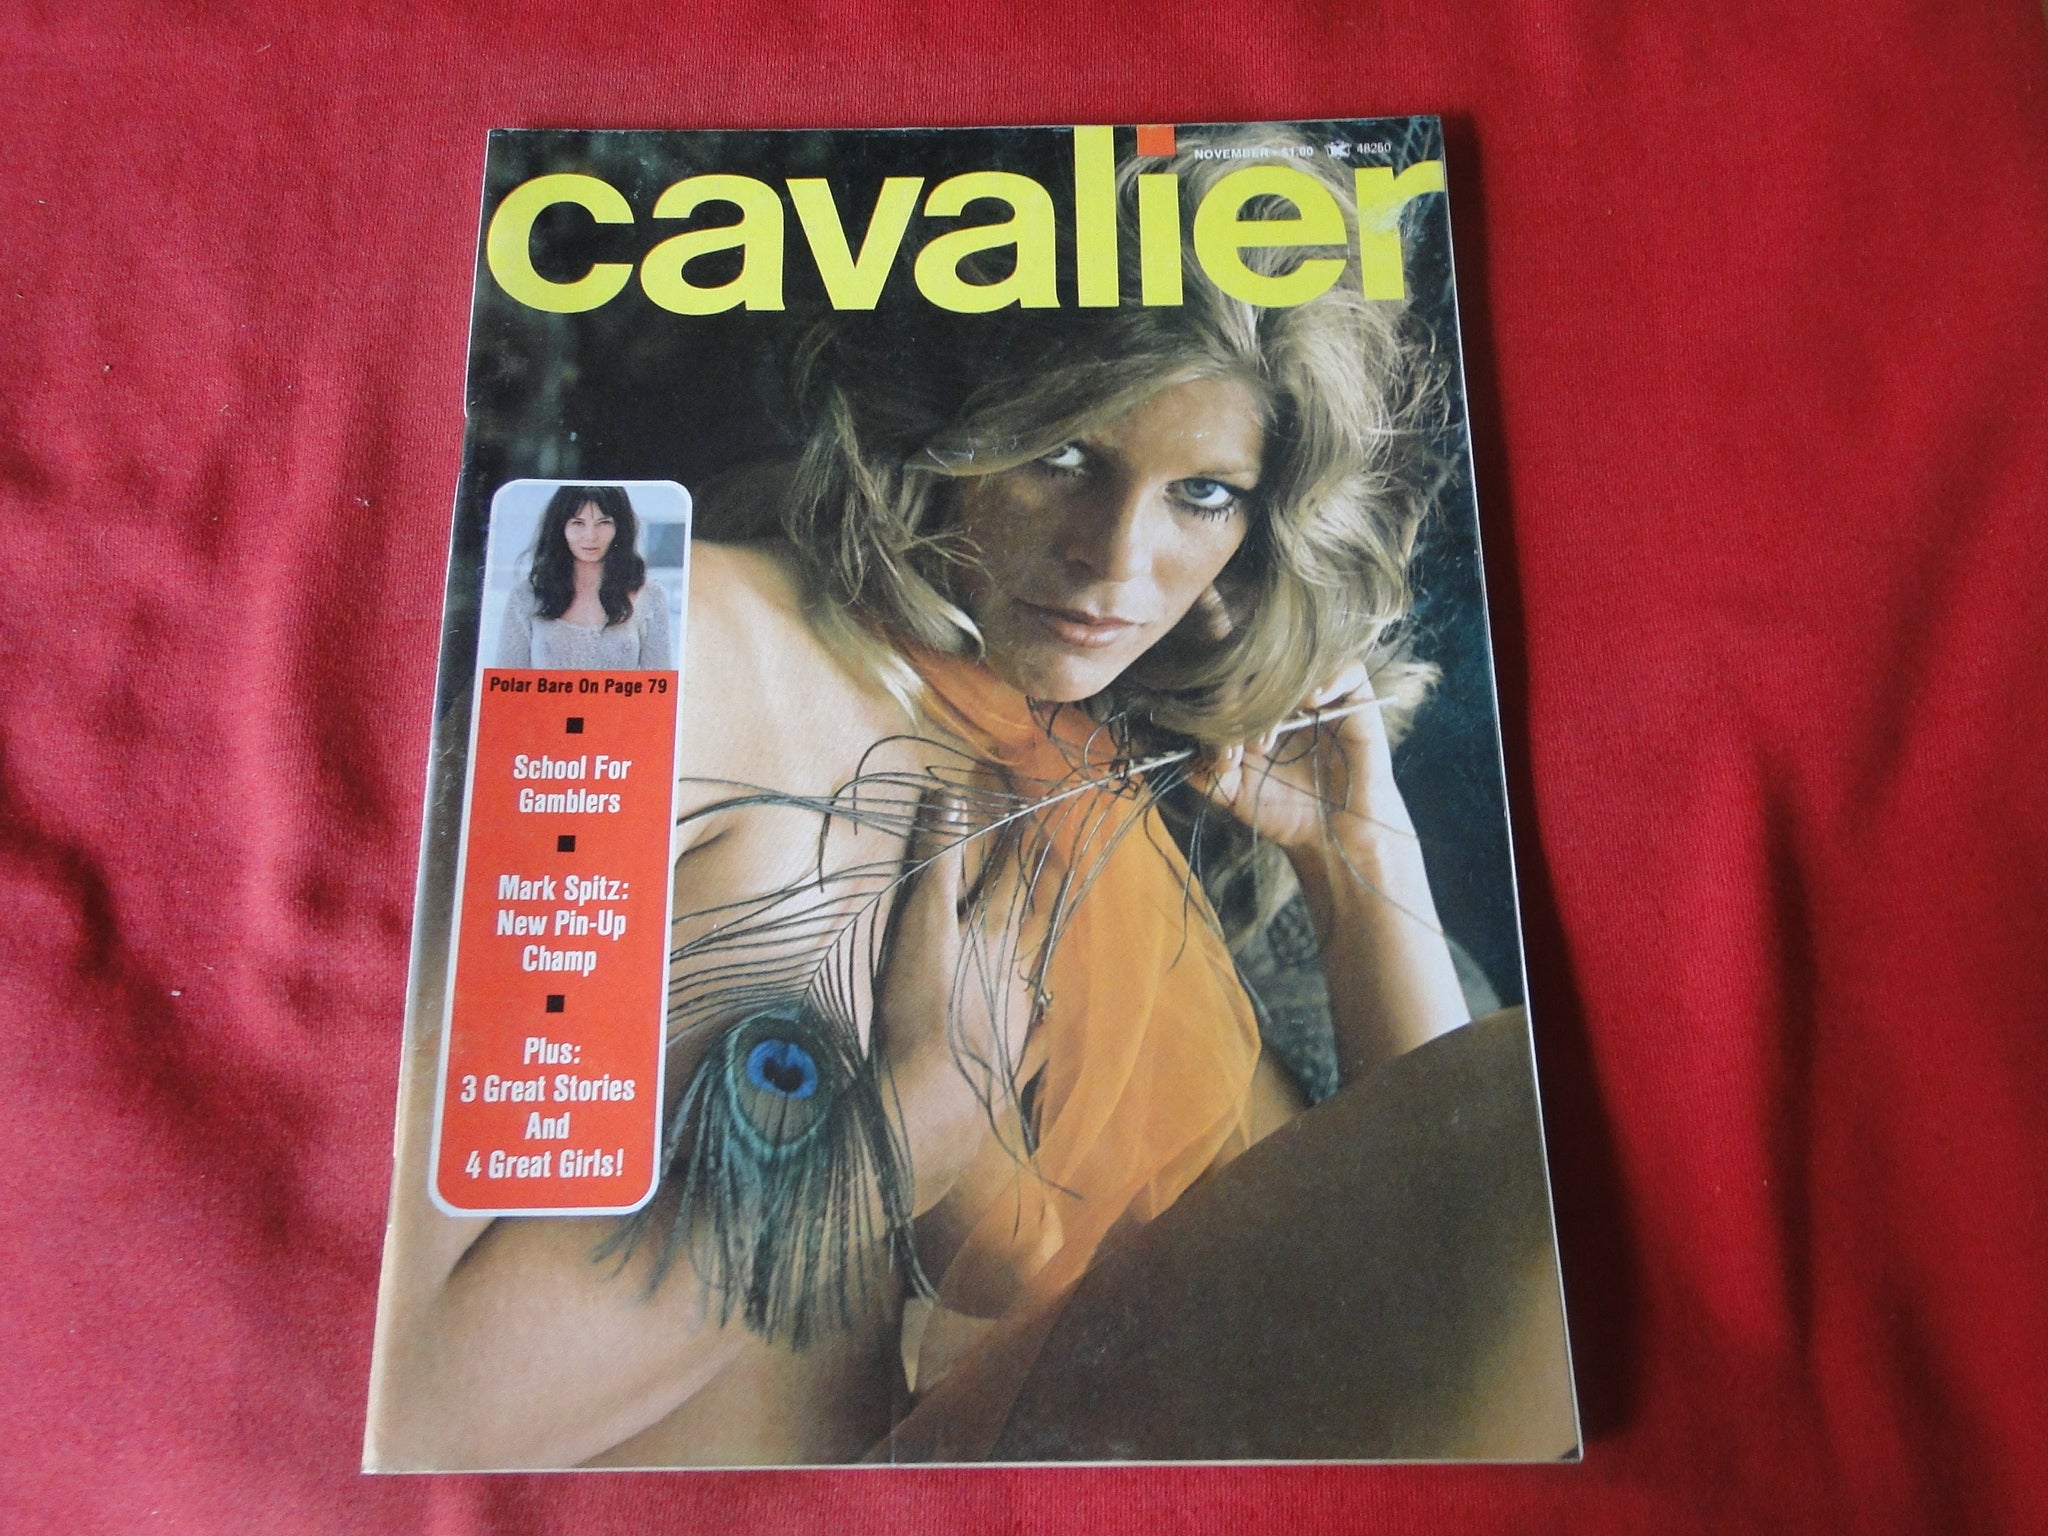 NOVEMBER • $1.00 48260
cavalier
Polar Bare On Page 79
School For
Gamblers
Mark Spitz:
New Pin-Up
Champ
Plus:
3 Great Stories
And
4 Great Girls!